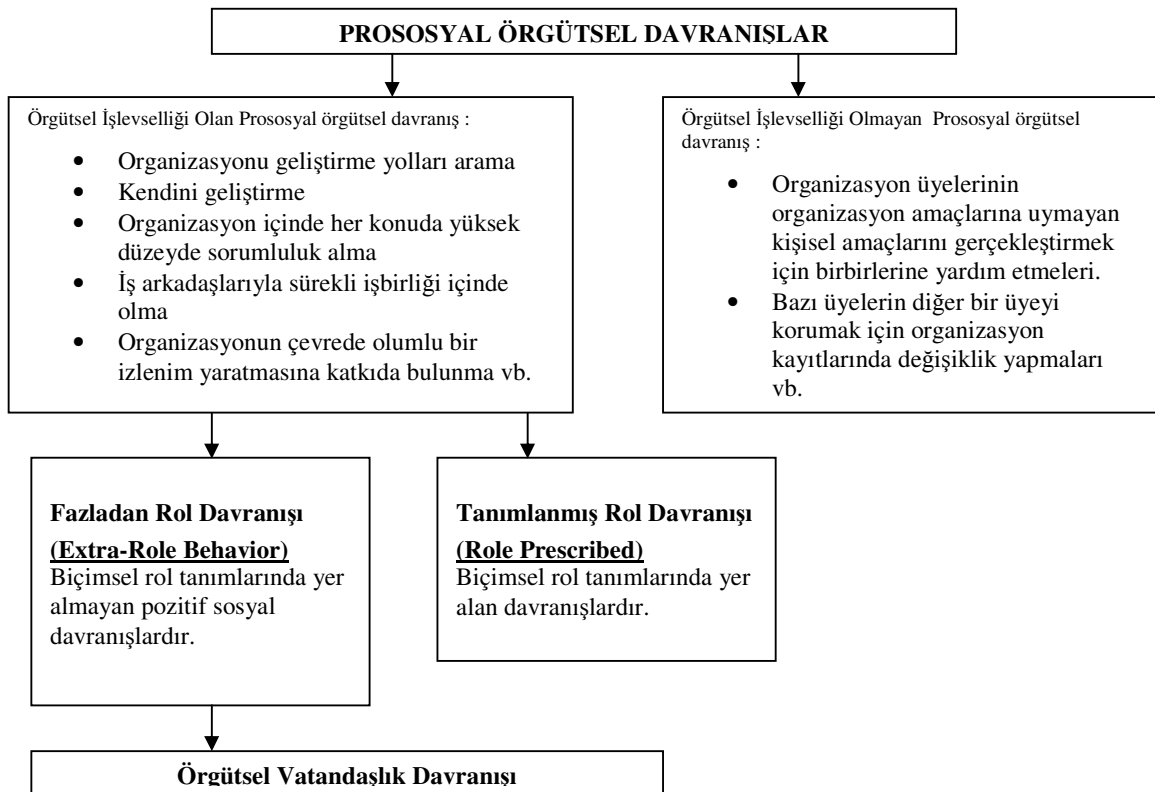 PROSOSYAL ÖRGÜTSEL DAVRANIŞLAR
Örgütsel İşlevselliği Olan Prososyal örgütsel davranış :
• Organizasyonu geliştirme yolları arama
• Kendini geliştirme
• Organizasyon içinde her konuda yüksek
düzeyde sorumluluk alma
• İş arkadaşlarıyla sürekli işbirliği içinde
olma
• Organizasyonun çevrede olumlu bir
izlenim yaratmasına katkıda bulunma vb.
Örgütsel İşlevselliği Olmayan Prososyal örgütsel
davranış :
• Organizasyon üyelerinin
organizasyon amaçlarına uymayan
kişisel amaçlarını gerçekleştirmek
için birbirlerine yardım etmeleri.
• Bazı üyelerin diğer bir üyeyi
korumak için organizasyon
kayıtlarında değişiklik yapmaları
vb.
Fazladan Rol Davranışı
(Extra-Role Behavior)
Biçimsel rol tanımlarında yer
almayan pozitif sosyal
davranışlardır.
Tanımlanmış Rol Davranışı
(Role Prescribed)
Biçimsel rol tanımlarında yer
alan davranışlardır.
Örgütsel Vatandaşlık Davranışı